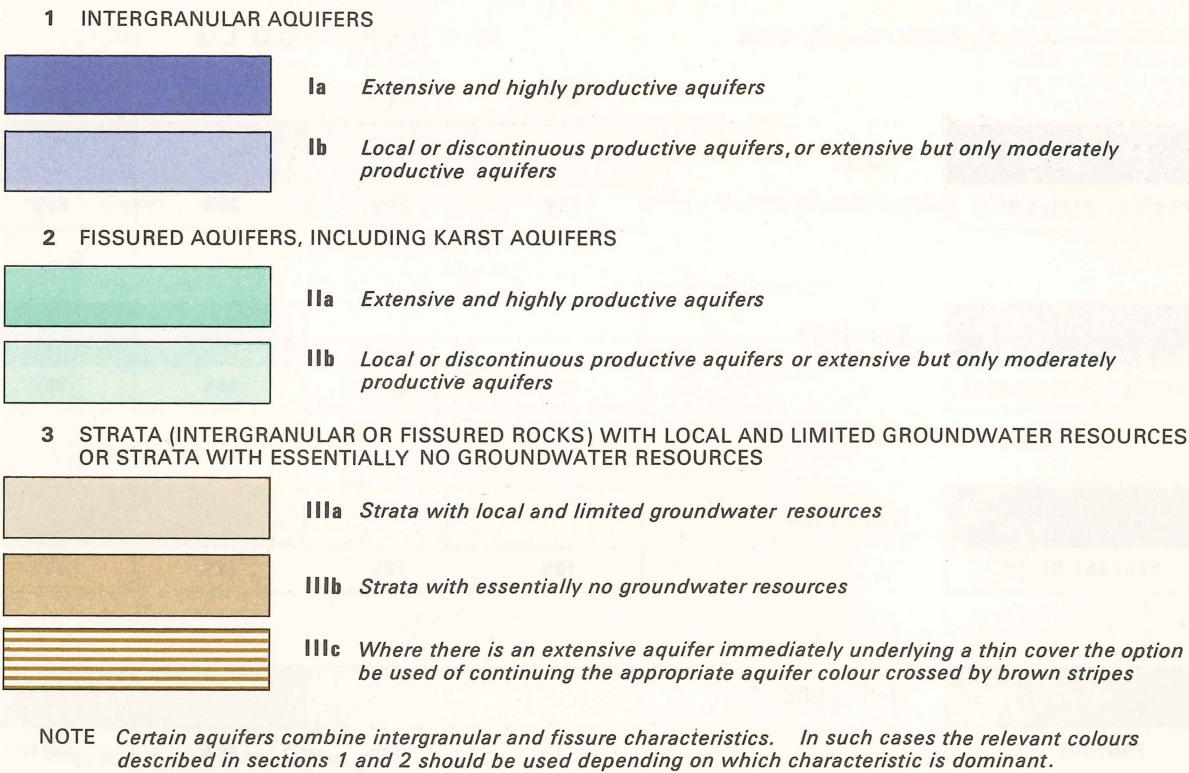 1 INTERGRANULAR AQUIFERS
Ia Extensive and highly productive aquifers
Ib Local or discontinuous productive aquifers, or extensive but only moderately
productive aquifers
2 FISSURED AQUIFERS, INCLUDING KARST AQUIFERS
IIa Extensive and highly productive aquifers
IIb Local or discontinuous productive aquifers or extensive but only moderately
productive aquifers
3 STRATA (INTERGRANULAR OR FISSURED ROCKS) WITH LOCAL AND LIMITED GROUNDWATER RESOURCES
OR STRATA WITH ESSENTIALLY NO GROUNDWATER RESOURCES
IIIa Strata with local and limited groundwater resources
IIIb Strata with essentially no groundwater resources
IIIc Where there is an extensive aquifer immediately underlying a thin cover the option
be used of continuing the appropriate aquifer colour crossed by brown stripes
NOTE Certain aquifers combine intergranular and fissure characteristics. In such cases the relevant colours
described in sections 1 and 2 should be used depending on which characteristic is dominant.